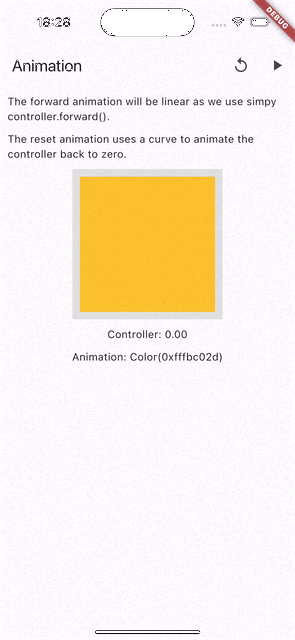 18:28
DEBUG
Animation
The forward animation will be linear as we use simpy
controller.forward().
The reset animation uses a curve to animate the
controller back to zero.
Controller: 0.00
Animation: Color(0xfffbc02d)